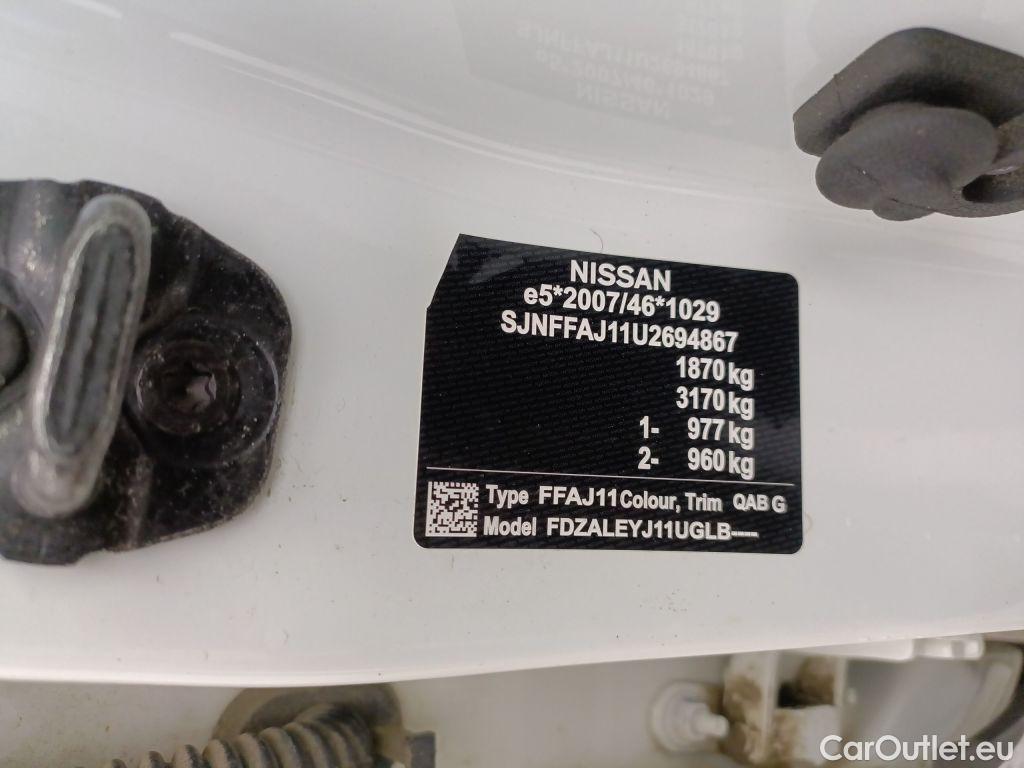 NISSAN
e5*2007/46*1029
SJNFFAJ11U2694867
1870 kg
3170 kg
1- 977 kg
2- 960 kg
Type FFAJ11 Colour, Trim QAB G
Model FDZALEYJ11UGLB----
CarOutlet.eu